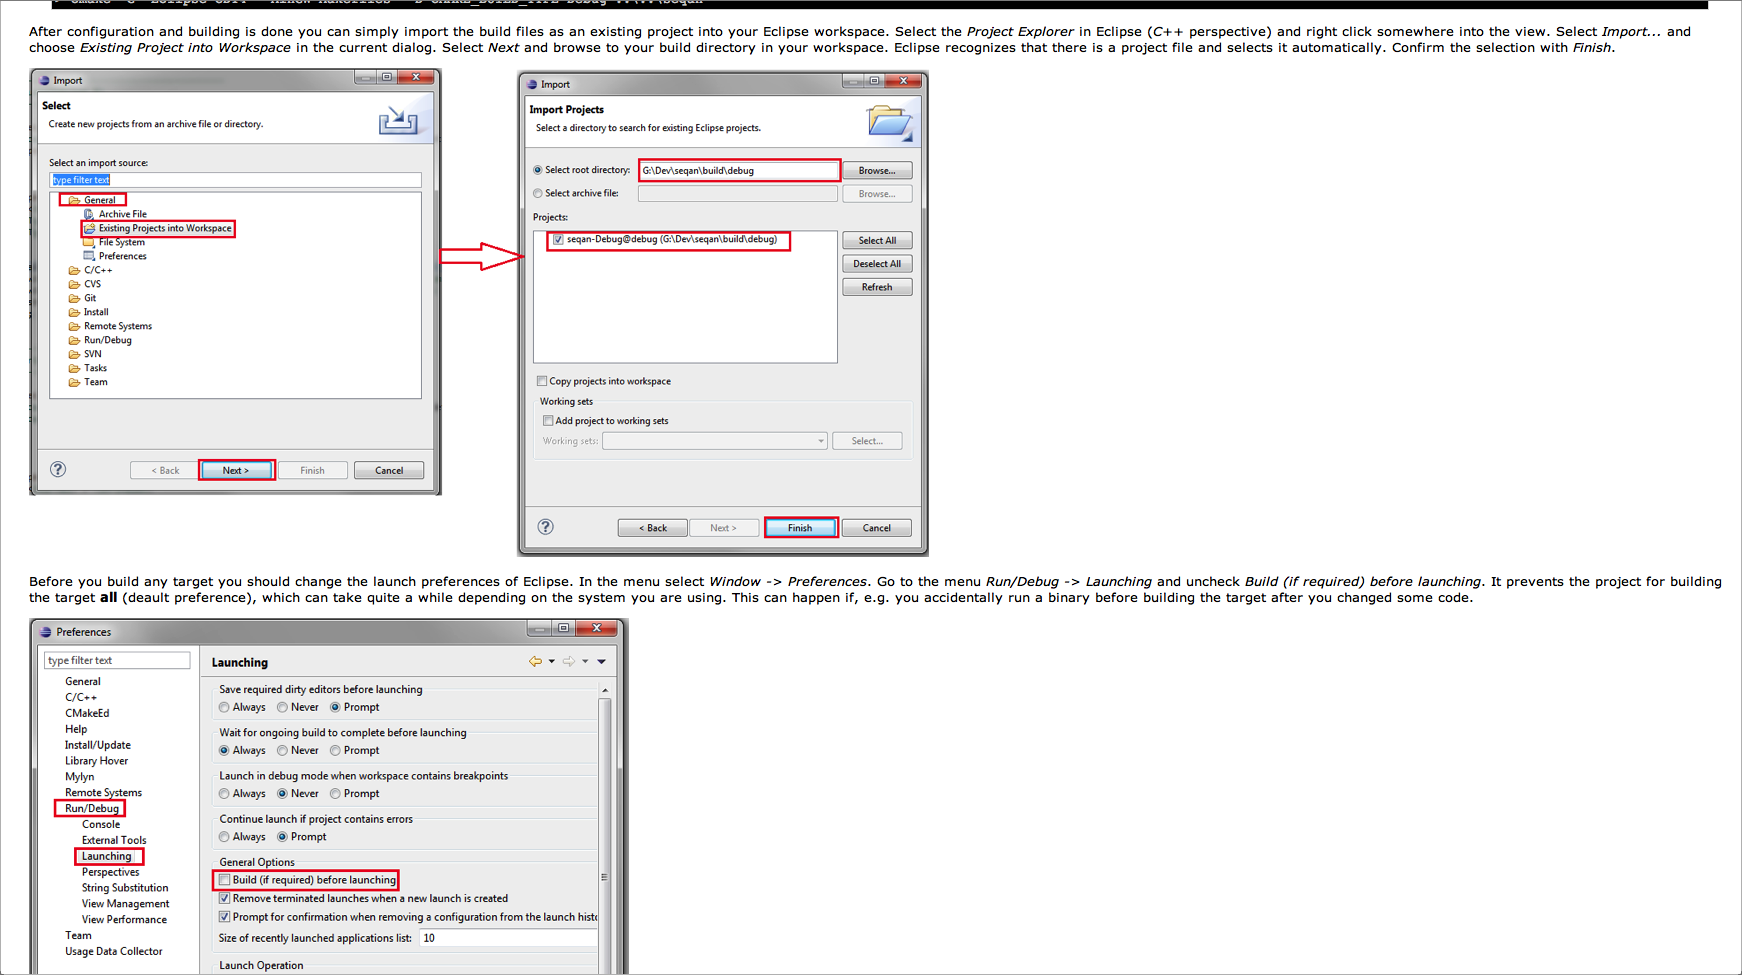 After configuration and building is done you can simply import the build files as an existing project into your Eclipse workspace. Select the Project Explorer in Eclipse (C++ perspective) and right click somewhere into the view. Select Import... and
choose Existing Project into Workspace in the current dialog. Select Next and browse to your build directory in your workspace. Eclipse recognizes that there is a project file and selects it automatically. Confirm the selection with Finish.
Import
Select
Create new projects from an archive file or directory.
Select an import source:
type filter text
General
Archive File
Existing Projects into Workspace
File System
Preferences
C/C++
CVS
Git
Install
Remote Systems
Run/Debug
SVN
Tasks
Team
< Back
Next >
Finish
Cancel
Import
Import Projects
Select a directory to search for existing Eclipse projects.
Select root directory: G:\Dev\seqan\build\debug Browse...
Select archive file: Browse...
Projects:
seqan-Debug@debug (G:\Dev\seqan\build\debug)
Select All
Deselect All
Refresh
Copy projects into workspace
Working sets
Add project to working sets
Working sets: Select...
< Back
Next >
Finish
Cancel
Before you build any target you should change the launch preferences of Eclipse. In the menu select Window -> Preferences. Go to the menu Run/Debug -> Launching and uncheck Build (if required) before launching. It prevents the project for building
the target all (deault preference), which can take quite a while depending on the system you are using. This can happen if, e.g. you accidentally run a binary before building the target after you changed some code.
Preferences
type filter text
General
C/C++
CMakeEd
Help
Install/Update
Library Hover
Mylyn
Remote Systems
Run/Debug
Console
External Tools
Launching
Perspectives
String Substitution
View Management
View Performance
Team
Usage Data Collector
Launching
Save required dirty editors before launching
Always Never Prompt
Wait for ongoing build to complete before launching
Always Never Prompt
Launch in debug mode when workspace contains breakpoints
Always Never Prompt
Continue launch if project contains errors
Always Prompt
General Options
Build (if required) before launching
Remove terminated launches when a new launch is created
Prompt for confirmation when removing a configuration from the launch histo
Size of recently launched applications list: 10
Launch Operation